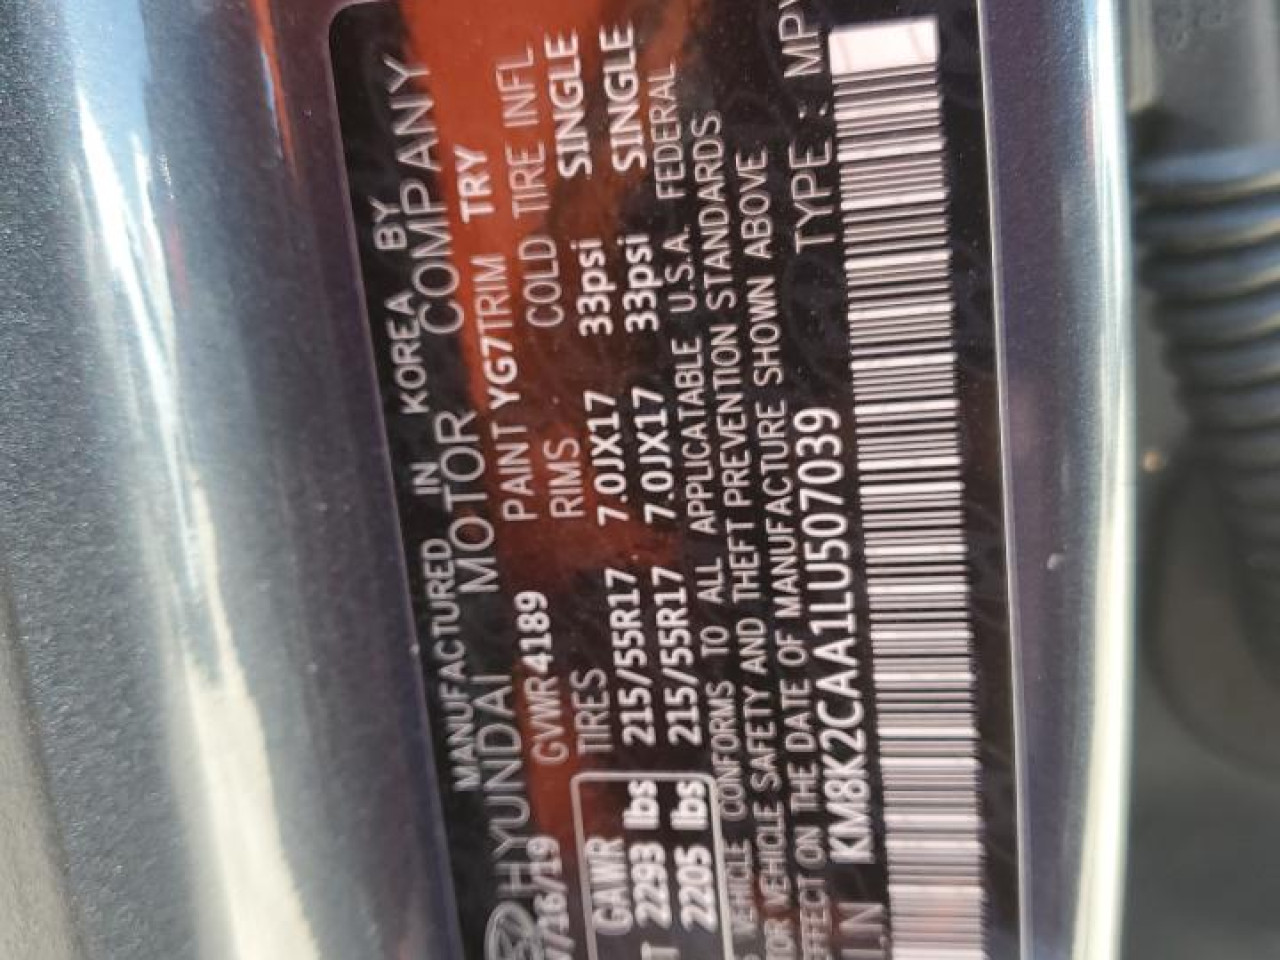 MANUFACTURED IN KOREA BY
HYUNDAI MOTOR COMPANY
/16/19 GVWR 4189 PAINT YG7 TRIM TRY
GAWR TIRES RIMS COLD TIRE INFL
T 2293 lbs 215/55R17 7.0JX17 33psi SINGLE
2205 lbs 215/55R17 7.0JX17 33psi SINGLE
VEHICLE CONFORMS TO ALL APPLICATABLE U.S.A. FEDERAL
TOR VEHICLE SAFETY AND THEFT PREVENTION STANDARDS
EFFECT ON THE DATE OF MANUFACTURE SHOWN ABOVE
KM8K2CAA1LU507039 TYPE : MPV